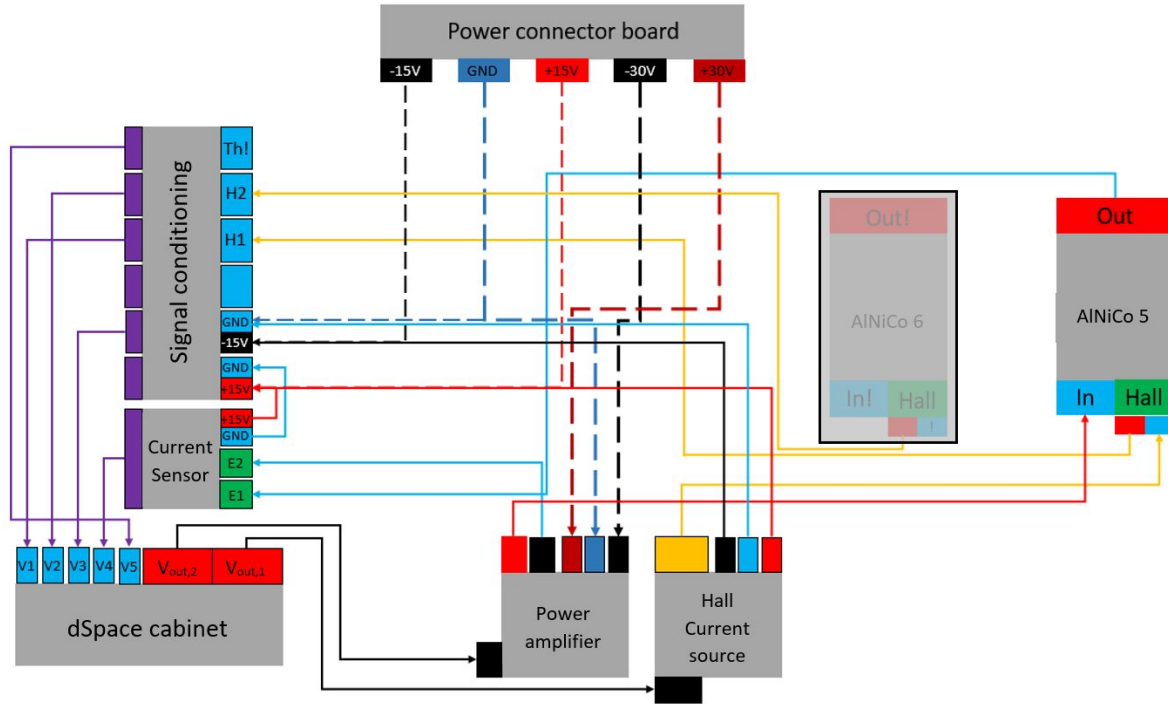 Power connector board
-15V
GND
+15V
-30V
+30V
Signal conditioning
Th!
H2
H1
GND
-15V
GND
+15V
Current
Sensor
+15V
GND
E2
E1
Out!
AlNiCo 6
In!
Hall
!
Out
AlNiCo 5
In
Hall
V1
V2
V3
V4
V5
Vout,2
Vout,1
dSpace cabinet
Power
amplifier
Hall
Current
source